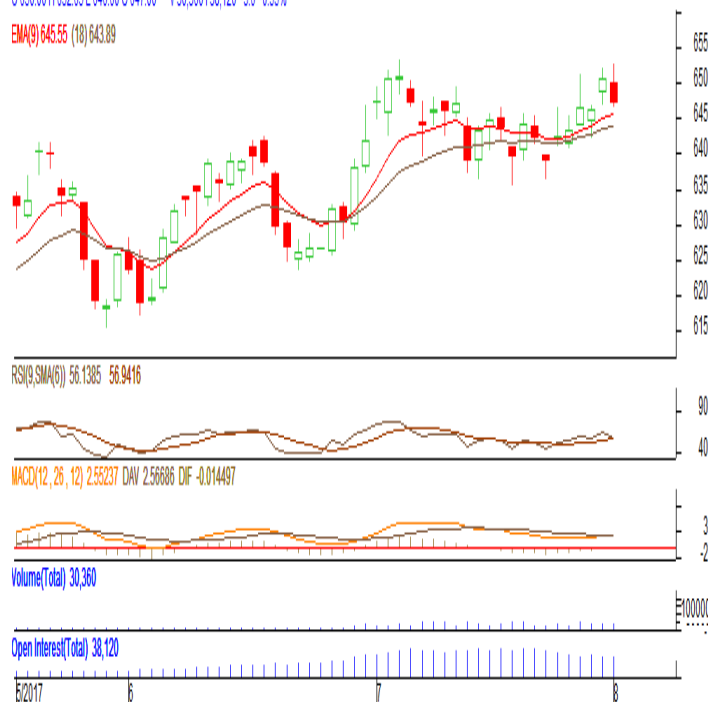 EMA(9) 645.55 (18) 643.89
655
650
645
640
635
630
625
620
615
RSI(9,SMA(6)) 56.1385 56.9416
90
40
MACD(12 , 26 , 12) 2.55237 DAV 2.56686 DIF -0.014497
3
-2
Volume(Total) 30,360
100000
Open Interest(Total) 38,120
5/2017 6 7 8